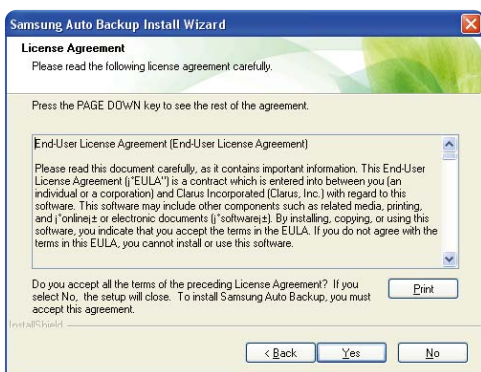 Samsung Auto Backup Install Wizard
License Agreement
Please read the following license agreement carefully.
Press the PAGE DOWN key to see the rest of the agreement.
End-User License Agreement (End-User License Agreement)
Please read this document carefully, as it contains important information. This End-User
License Agreement (¡°EULA") is a contract which is entered into between you (an
individual or a corporation) and Clarus Incorporated (Clarus, Inc.) with regard to this
software. This software may include other components such as related media, printing,
and ¡°online¡± or electronic documents (¡°software¡±). By installing, copying, or using this
software, you indicate that you accept the terms in the EULA. If you do not agree with the
terms in this EULA, you cannot install or use this software.
Do you accept all the terms of the preceding License Agreement? If you
select No, the setup will close. To install Samsung Auto Backup, you must
accept this agreement.
Print
InstallShield
< Back
Yes
No